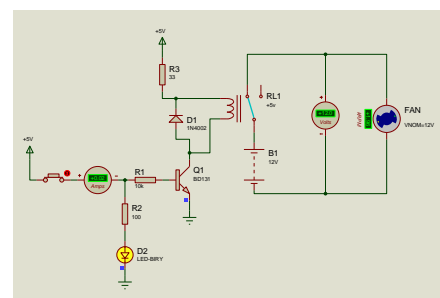 +5V
R3
33
RL1
+5v
D1
1N4002
FAN
VNOM=12V
Volts
+5V
B1
12V
Q1
BD131
R1
10k
Amps
R2
100
D2
LED-BIRY